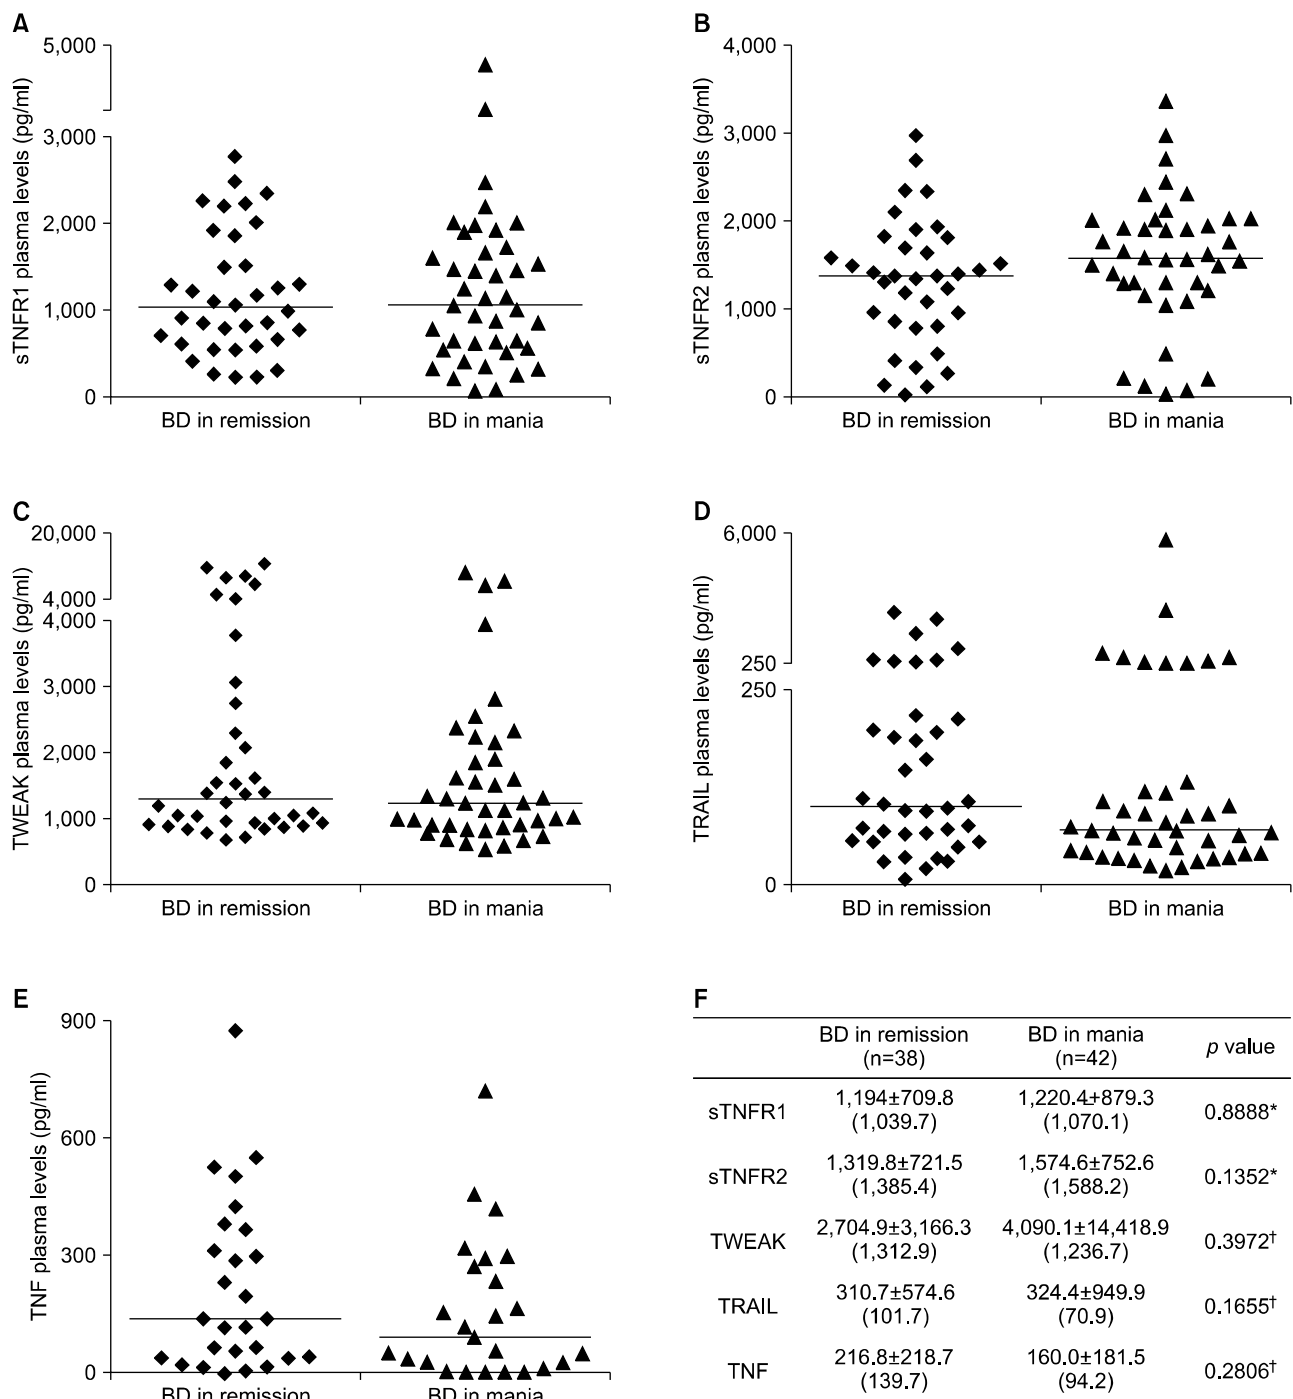 A
sTNFR1 plasma levels (pg/ml)
5,000
3,000
2,000
1,000
0
BD in remission BD in mania
B
sTNFR2 plasma levels (pg/ml)
4,000
3,000
2,000
1,000
0
BD in remission BD in mania
C
TWEAK plasma levels (pg/ml)
20,000
4,000
4,000
3,000
2,000
1,000
0
BD in remission BD in mania
D
TRAIL plasma levels (pg/ml)
6,000
250
250
0
BD in remission BD in mania
E
TNF plasma levels (pg/ml)
900
600
300
0
BD in remission BD in mania
F
BD in remission BD in mania p value
(n=38) (n=42)
sTNFR1 1,194±709.8 1,220.4±879.3 0.8888*
(1,039.7) (1,070.1)
sTNFR2 1,319.8±721.5 1,574.6±752.6 0.1352*
(1,385.4) (1,588.2)
TWEAK 2,704.9±3,166.3 4,090.1±14,418.9 0.3972†
(1,312.9) (1,236.7)
TRAIL 310.7±574.6 324.4±949.9 0.1655†
(101.7) (70.9)
TNF 216.8±218.7 160.0±181.5 0.2806†
(139.7) (94.2)